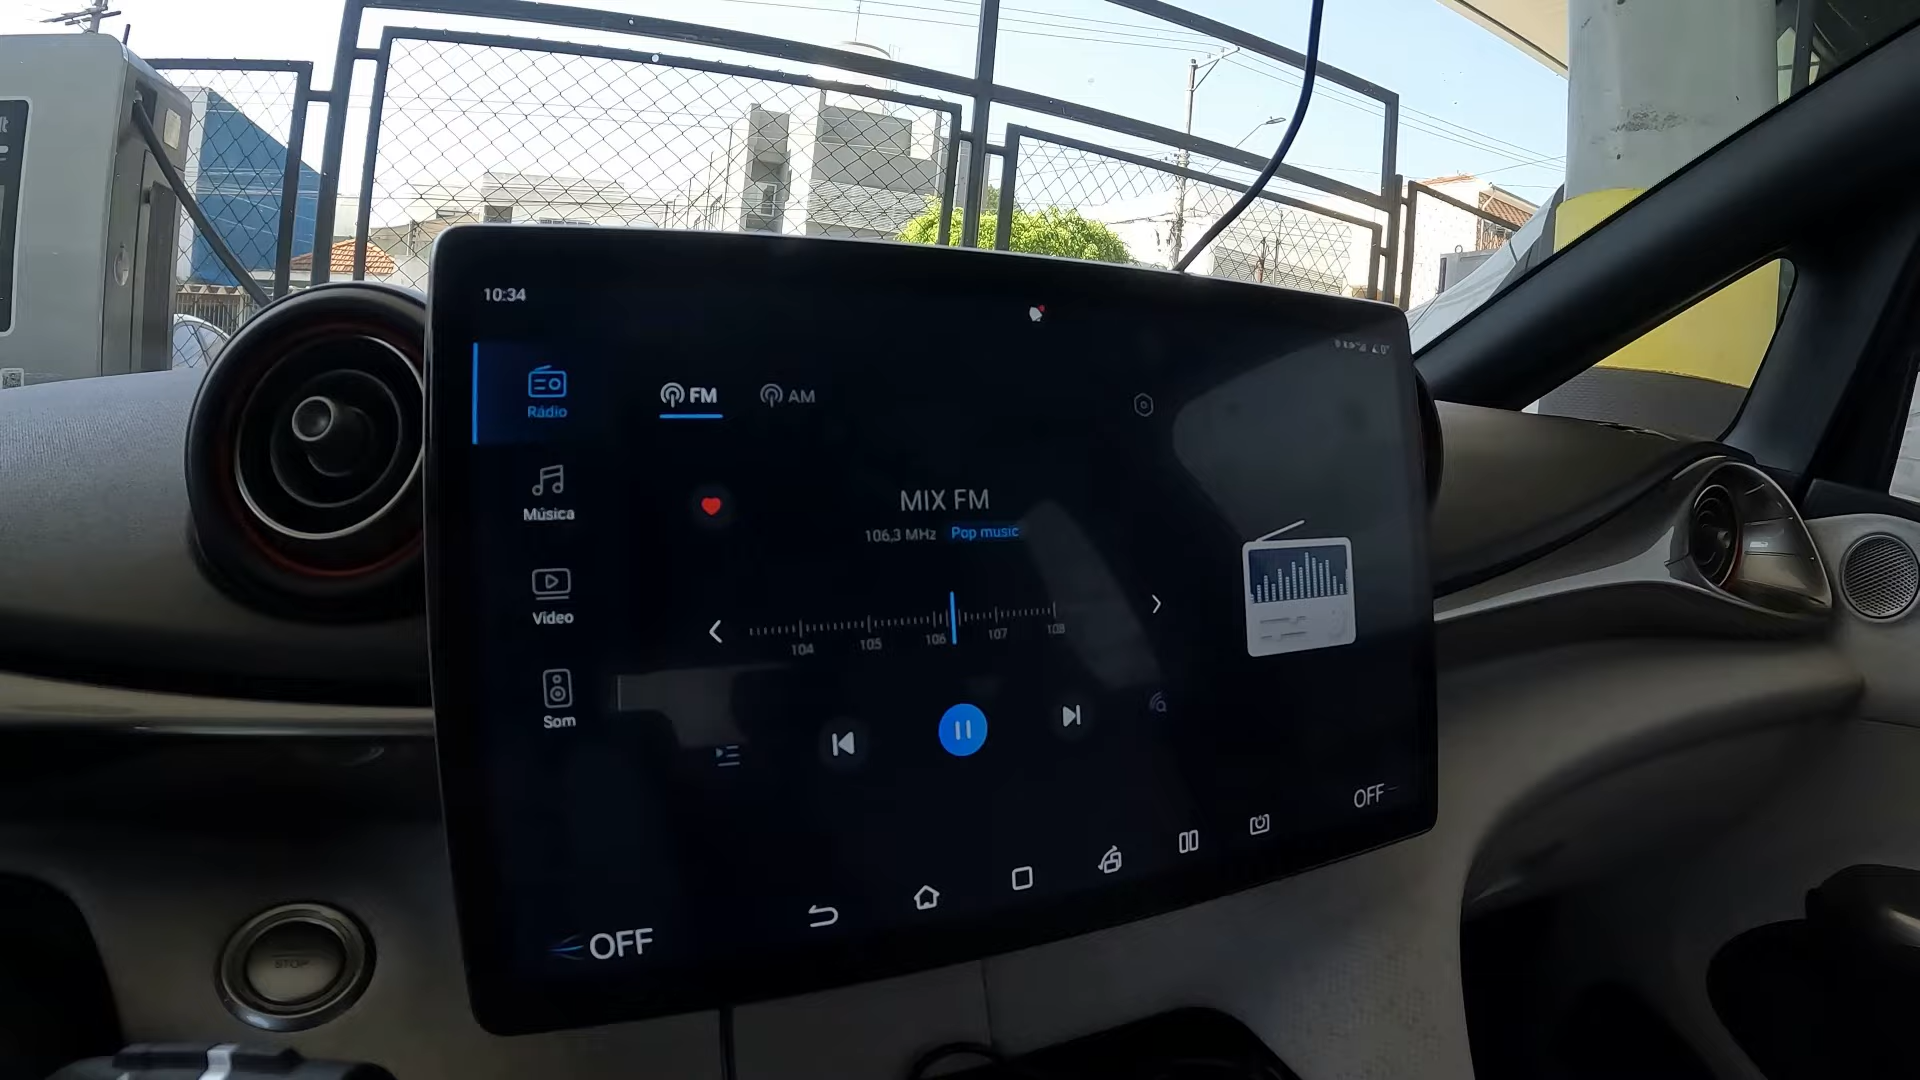 10:34
Rádio
FM
AM
Música
MIX FM
106,3 MHz
Pop music
Vídeo
104
105
106
107
108
Som
OFF
OFF
STOP